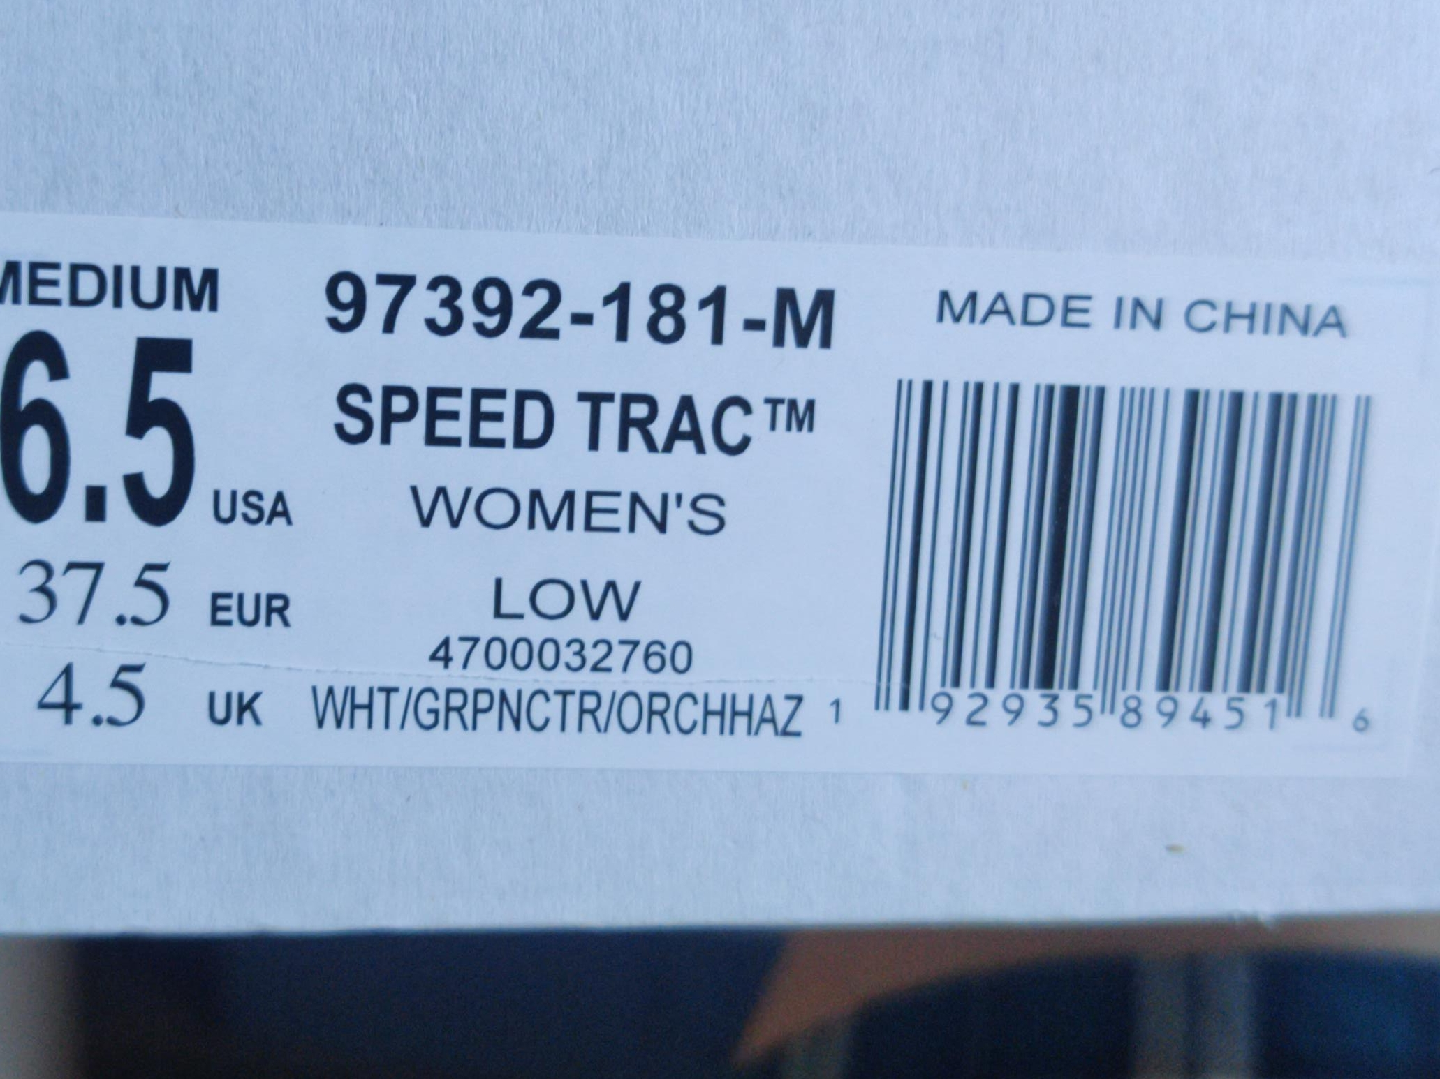 MEDIUM
6.5 USA
37.5 EUR
4.5 UK
97392-181-M
SPEED TRAC™
WOMEN'S
LOW
4700032760
WHT/GRPNCTR/ORCHHAZ
MADE IN CHINA
1 92935 89451 6